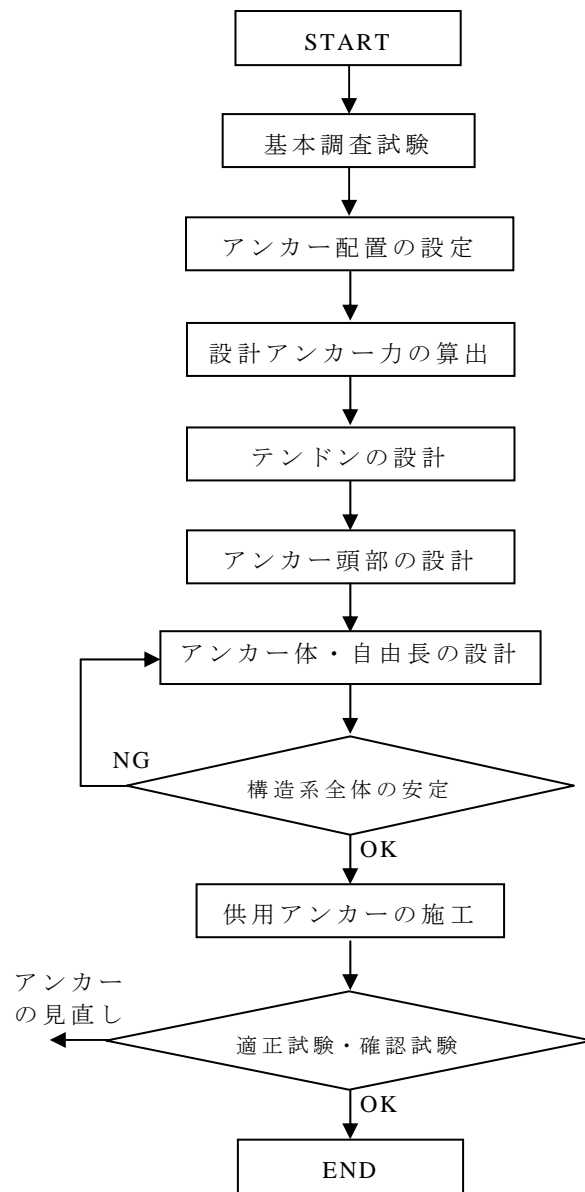 START
基本調査試験
アンカー配置の設定
設計アンカー力の算出
テンドンの設計
アンカー頭部の設計
アンカー体・自由長の設計
NG
構造系全体の安定
OK
供用アンカーの施工
アンカー
の見直し
適正試験・確認試験
OK
END